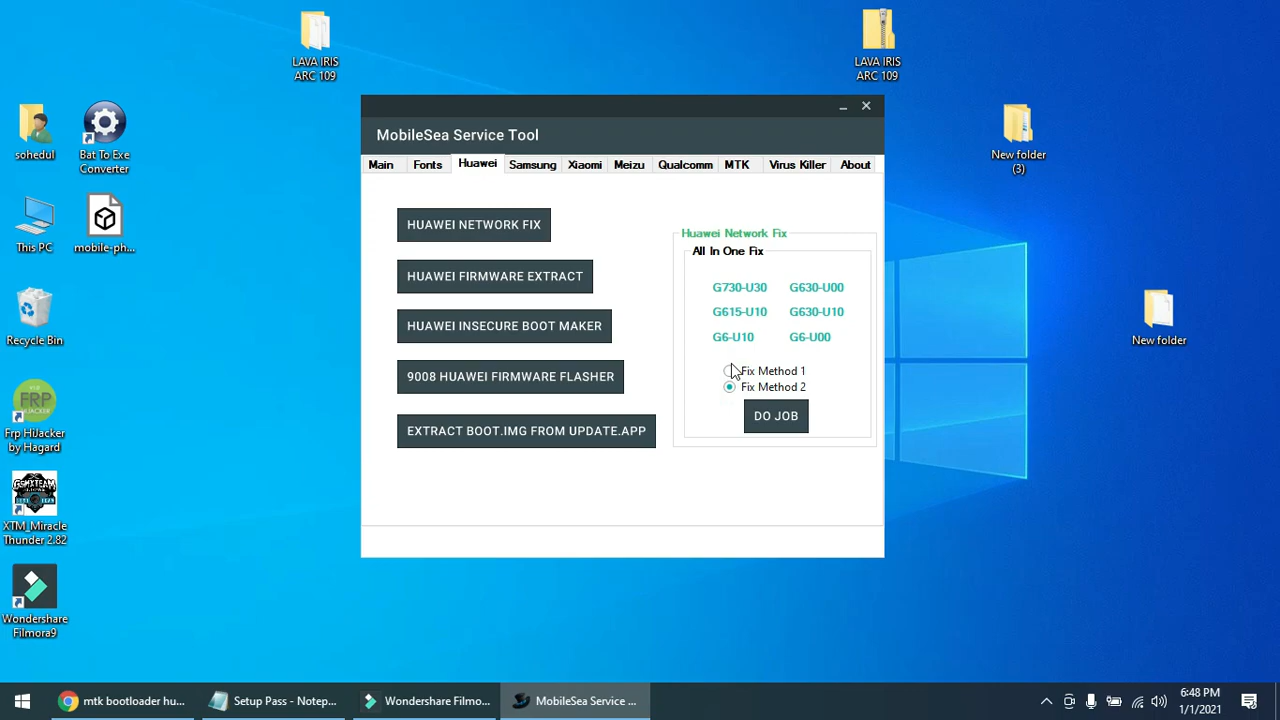 LAVA IRIS
ARC 109
LAVA IRIS
ARC 109
sohedul
Bat To Exe
Converter
New folder
(3)
This PC
mobile-ph...
Recycle Bin
New folder
FRP
HIJACKER
Frp HiJacker
by Hagard
GSMXTEAM
XTM_Miracle
Thunder 2.82
Wondershare
Filmora9
MobileSea Service Tool
Main
Fonts
Huawei
Samsung
Xiaomi
Meizu
Qualcomm
MTK
Virus Killer
About
HUAWEI NETWORK FIX
HUAWEI FIRMWARE EXTRACT
HUAWEI INSECURE BOOT MAKER
9008 HUAWEI FIRMWARE FLASHER
EXTRACT BOOT.IMG FROM UPDATE.APP
Huawei Network Fix
All In One Fix
G730-U30 G630-U00
G615-U10 G630-U10
G6-U10 G6-U00
Fix Method 1
Fix Method 2
DO JOB
mtk bootloader hu...
Setup Pass - Notep...
Wondershare Filmo...
MobileSea Service ...
6:48 PM
1/1/2021